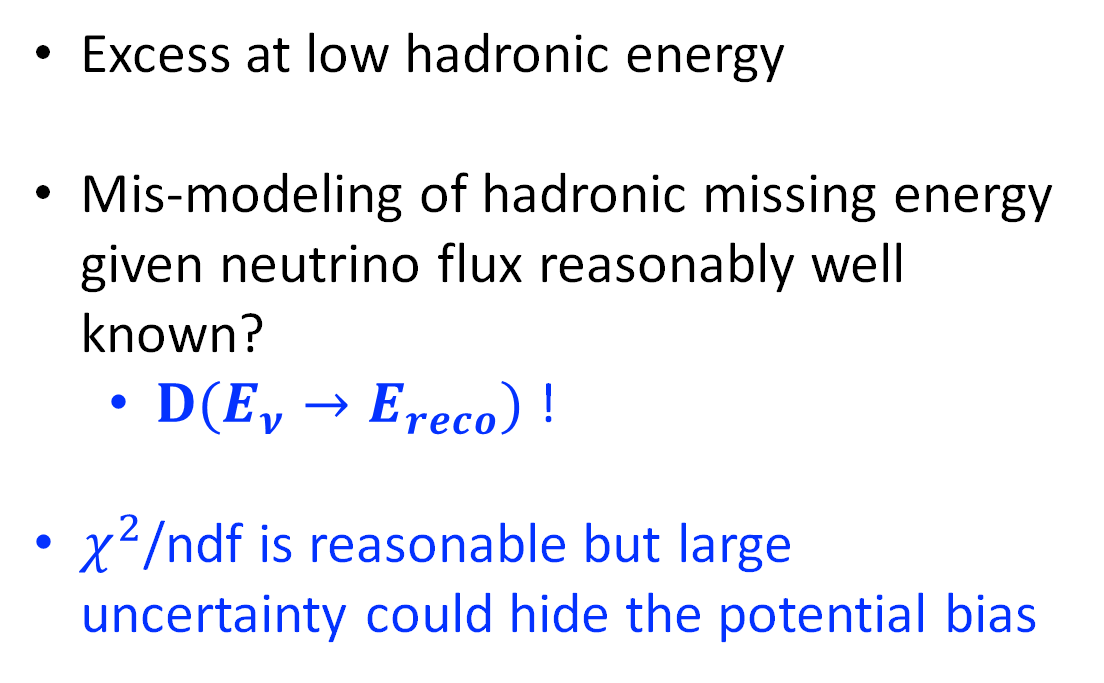 • Excess at low hadronic energy
• Mis-modeling of hadronic missing energy
given neutrino flux reasonably well
known?
• D(E_ν → E_reco) !
• χ²/ndf is reasonable but large
uncertainty could hide the potential bias